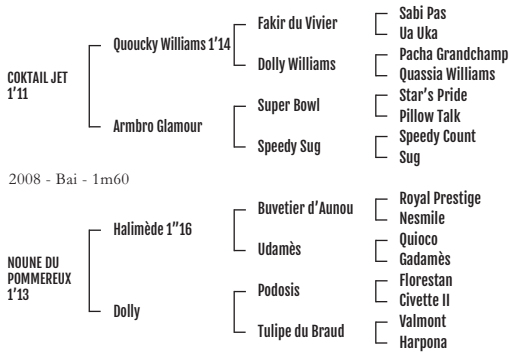 Sabi Pas
Fakir du Vivier
Ua Uka
Quoucky Williams 1'14
Pacha Grandchamp
Dolly Williams
Quassia Williams
COKTAIL JET
1'11
Star's Pride
Super Bowl
Pillow Talk
Armbro Glamour
Speedy Count
Speedy Sug
Sug
2008 - Bai - 1m60
Royal Prestige
Buvetier d'Aunou
Nesmile
Halimède 1"16
Quioco
Udamès
Gadamès
NOUNE DU
POMMEREUX
1'13
Florestan
Podosis
Civette II
Dolly
Valmont
Tulipe du Braud
Harpona